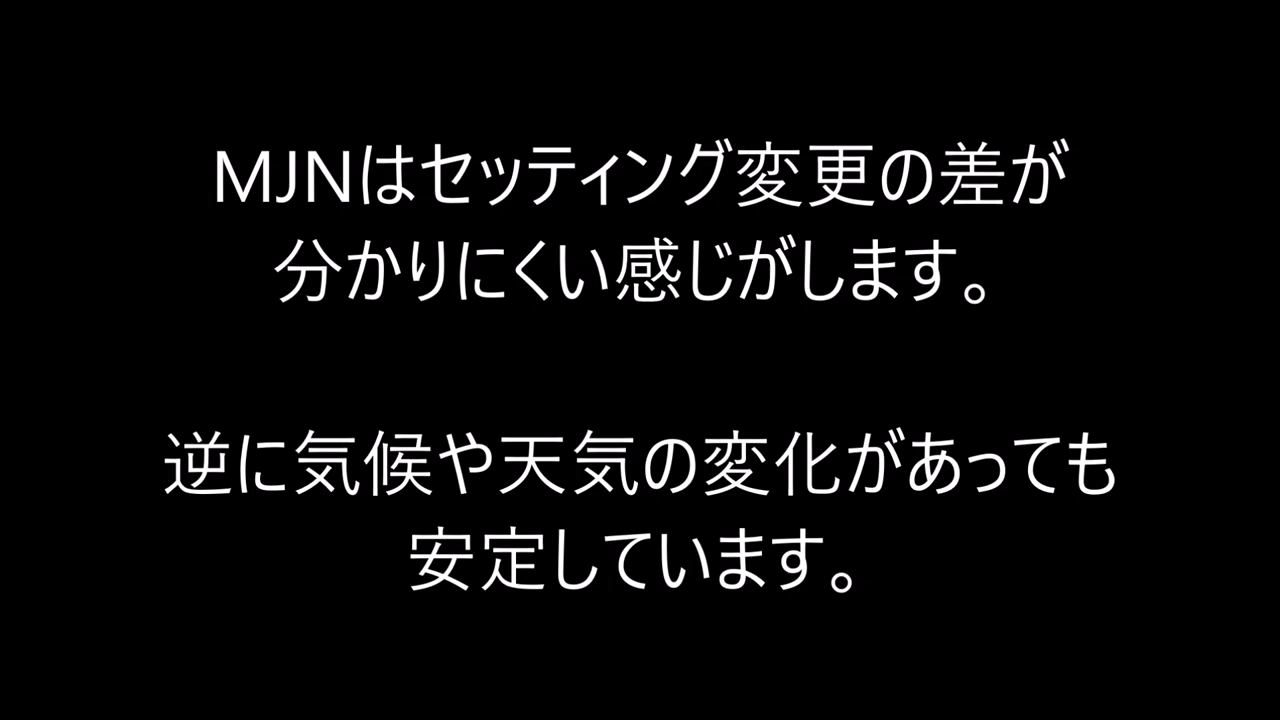 MJNはセッティング変更の差が
分かりにくい感じがします。
逆に気候や天気の変化があっても
安定しています。